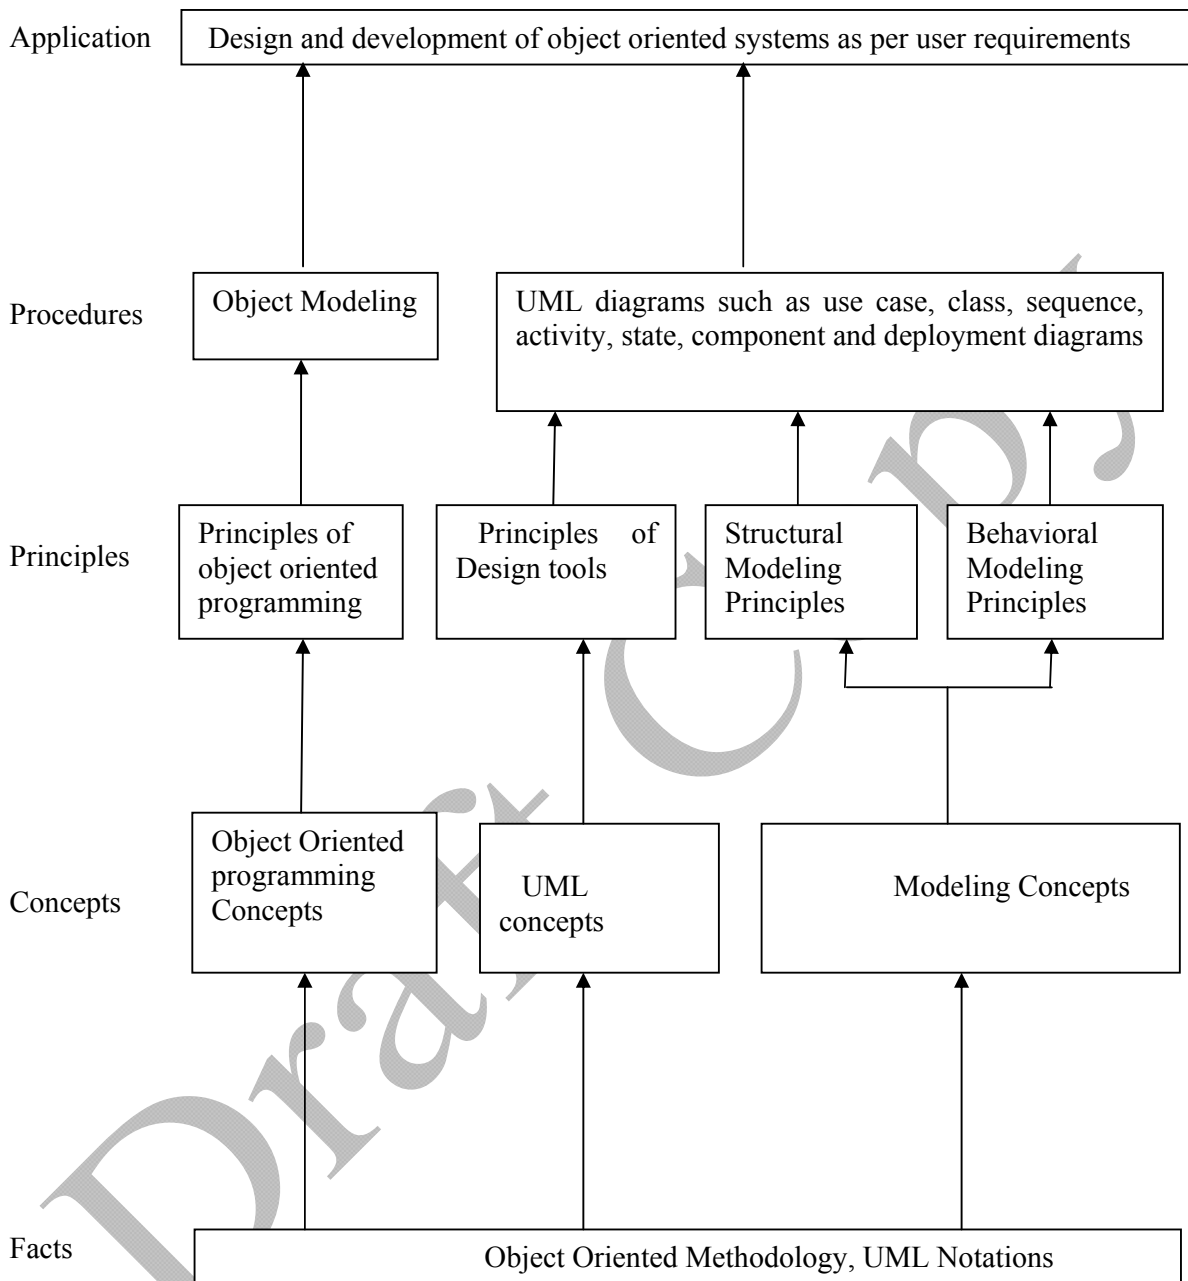 Application
Design and development of object oriented systems as per user requirements
Procedures
Object Modeling
UML diagrams such as use case, class, sequence,
activity, state, component and deployment diagrams
Principles
Principles of
object oriented
programming
Principles of
Design tools
Structural
Modeling
Principles
Behavioral
Modeling
Principles
Concepts
Object Oriented
programming
Concepts
UML
concepts
Modeling Concepts
Facts
Object Oriented Methodology, UML Notations
Draft Copy